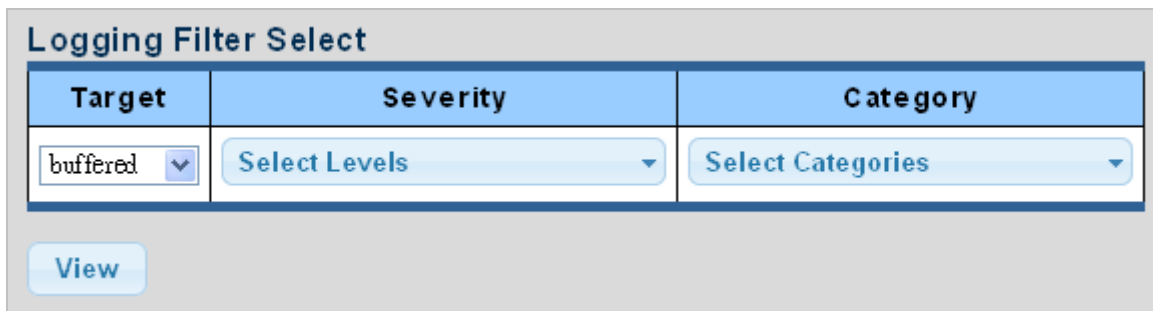 Logging Filter Select
Target Severity Category
buffered Select Levels Select Categories
View